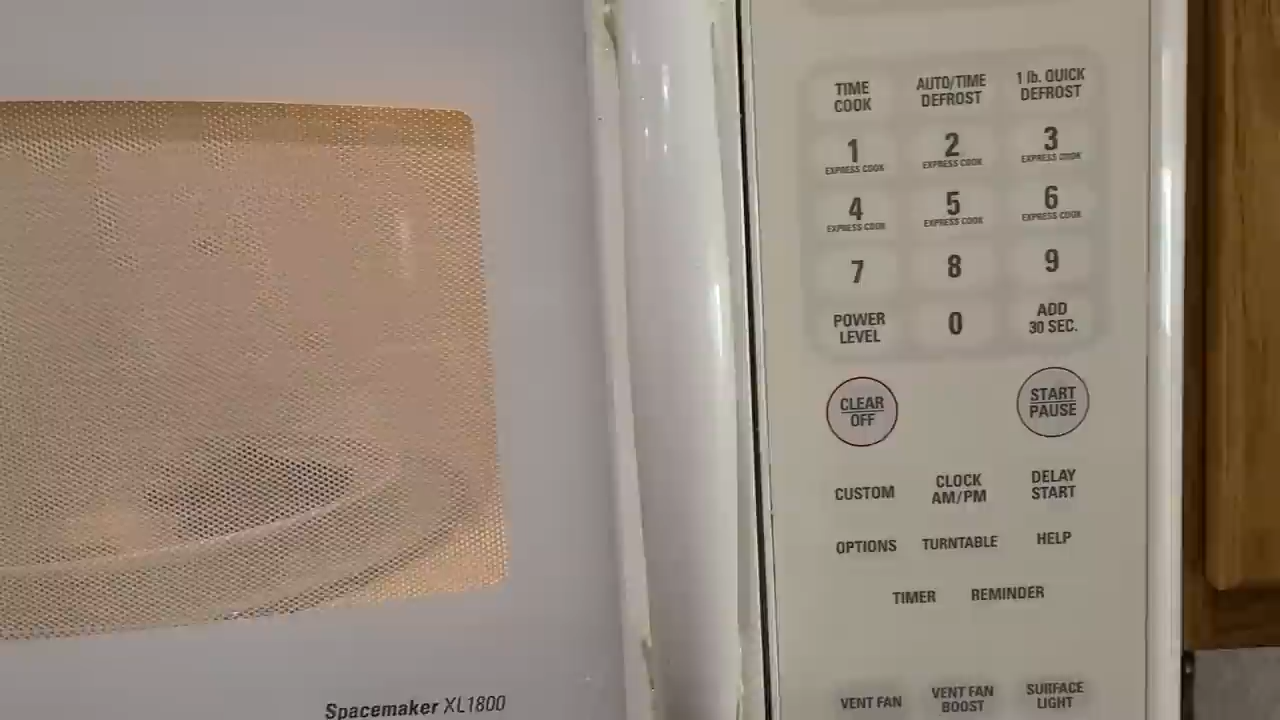 TIME COOK
AUTO/TIME DEFROST
1 lb. QUICK DEFROST
1 EXPRESS COOK
2 EXPRESS COOK
3 EXPRESS COOK
4 EXPRESS COOK
5 EXPRESS COOK
6 EXPRESS COOK
7
8
9
POWER LEVEL
0
ADD 30 SEC.
CLEAR OFF
START PAUSE
CUSTOM
CLOCK AM/PM
DELAY START
OPTIONS
TURNTABLE
HELP
TIMER
REMINDER
VENT FAN
VENT FAN BOOST
SURFACE LIGHT
Spacemaker XL1800